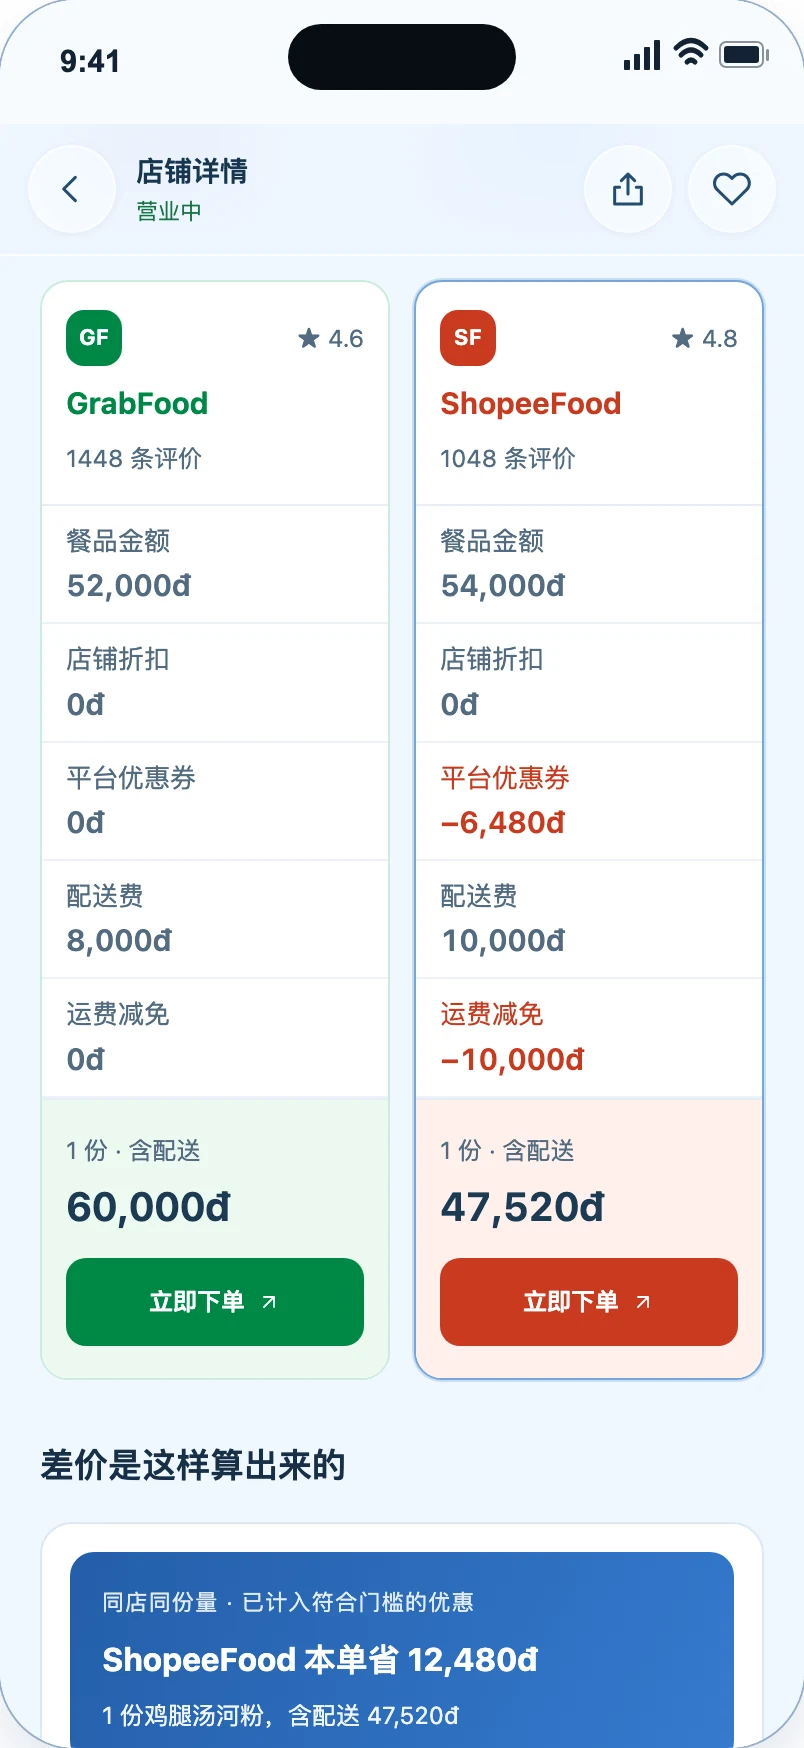 9:41
店铺详情
营业中
GF
★ 4.6
GrabFood
1448 条评价
餐品金额
52,000đ
店铺折扣
0đ
平台优惠券
0đ
配送费
8,000đ
运费减免
0đ
1 份 · 含配送
60,000đ
立即下单
SF
★ 4.8
ShopeeFood
1048 条评价
餐品金额
54,000đ
店铺折扣
0đ
平台优惠券
–6,480đ
配送费
10,000đ
运费减免
–10,000đ
1 份 · 含配送
47,520đ
立即下单
差价是这样算出来的
同店同份量 · 已计入符合门槛的优惠
ShopeeFood 本单省 12,480đ
1 份鸡腿汤河粉，含配送 47,520đ